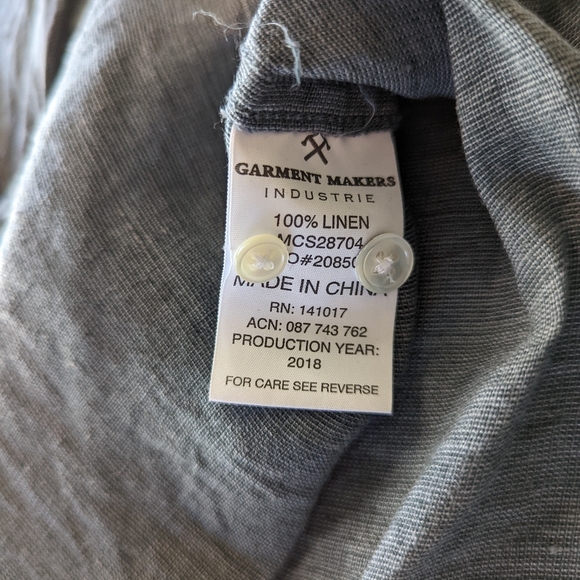 GARMENT MAKERS
INDUSTRIE
100% LINEN
MCS28704
MADE IN CHINA
RN: 141017
ACN: 087 743 762
PRODUCTION YEAR:
2018
FOR CARE SEE REVERSE